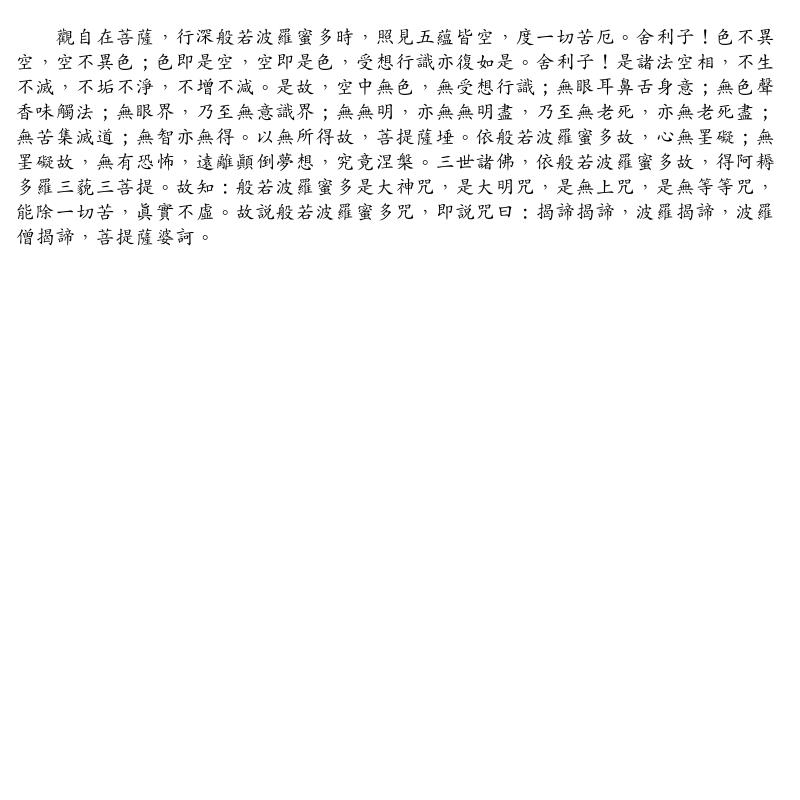 觀自在菩薩，行深般若波羅蜜多時，照見五蘊皆空，度一切苦厄。舍利子！色不異
空，空不異色；色即是空，空即是色，受想行識亦復如是。舍利子！是諸法空相，不生
不滅，不垢不淨，不增不減。是故，空中無色，無受想行識；無眼耳鼻舌身意；無色聲
香味觸法；無眼界，乃至無意識界；無無明，亦無無明盡，乃至無老死，亦無老死盡；
無苦集滅道；無智亦無得。以無所得故，菩提薩埵。依般若波羅蜜多故，心無罣礙；無
罣礙故，無有恐怖，遠離顛倒夢想，究竟涅槃。三世諸佛，依般若波羅蜜多故，得阿耨
多羅三藐三菩提。故知：般若波羅蜜多是大神咒，是大明咒，是無上咒，是無等等咒，
能除一切苦，真實不虛。故說般若波羅蜜多咒，即說咒曰：揭諦揭諦，波羅揭諦，波羅
僧揭諦，菩提薩婆訶。